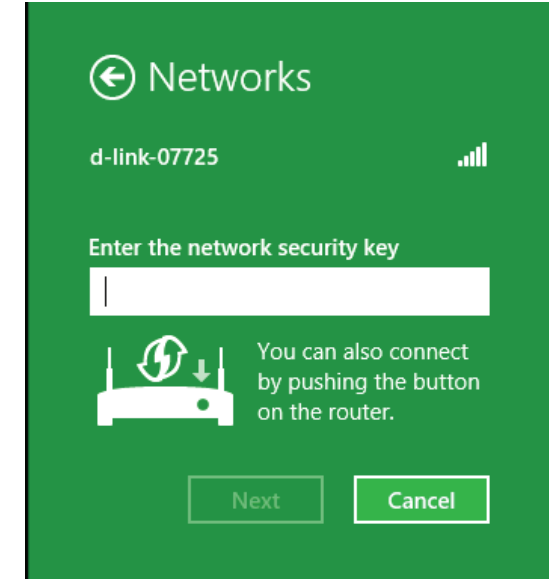 Networks
d-link-07725
Enter the network security key
You can also connect
by pushing the button
on the router.
Next
Cancel